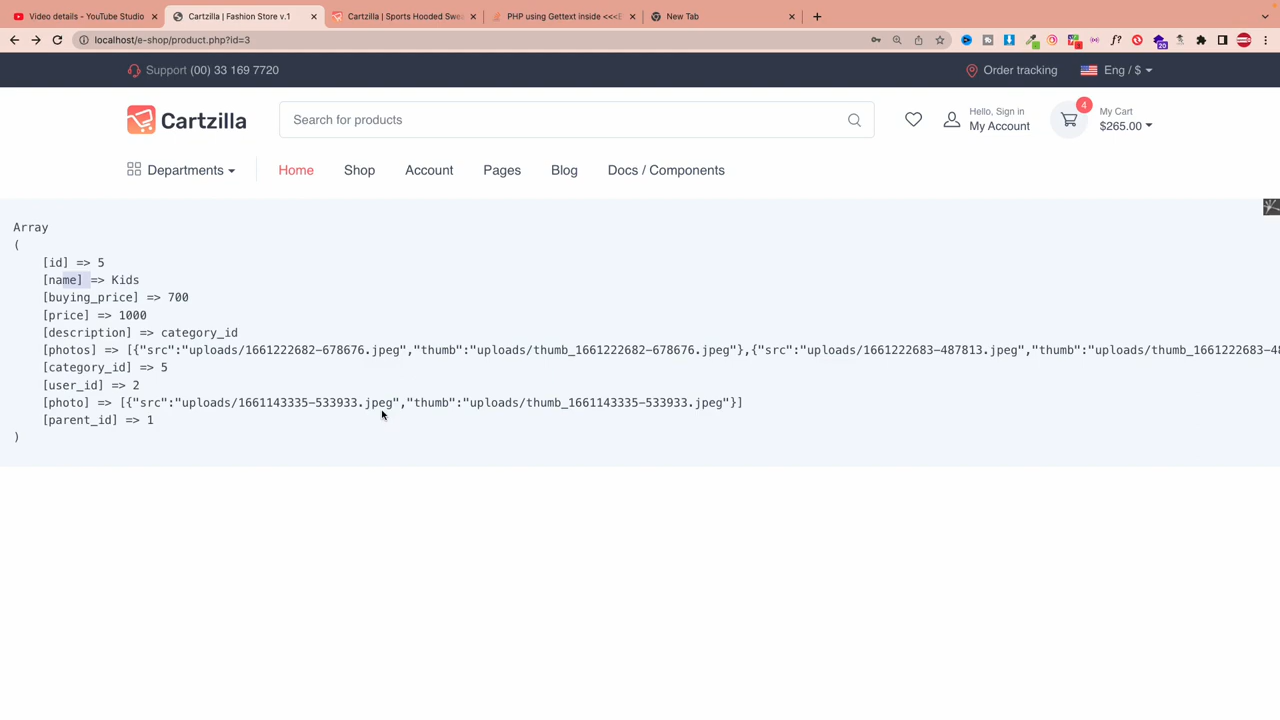 Video details - YouTube Studio
Cartzilla | Fashion Store v.1
Cartzilla | Sports Hooded Swea
PHP using Gettext inside <<<E
New Tab
localhost/e-shop/product.php?id=3
Support (00) 33 169 7720
Order tracking
Eng / $
Cartzilla
Search for products
Hello, Sign in
My Account
4
My Cart
$265.00
Departments
Home
Shop
Account
Pages
Blog
Docs / Components
Array
(
[id] => 5
[name] => Kids
[buying_price] => 700
[price] => 1000
[description] => category_id
[photos] => [{"src":"uploads/1661222682-678676.jpeg","thumb":"uploads/thumb_1661222682-678676.jpeg"},{"src":"uploads/1661222683-487813.jpeg","thumb":"uploads/thumb_1661222683-48
[category_id] => 5
[user_id] => 2
[photo] => [{"src":"uploads/1661143335-533933.jpeg","thumb":"uploads/thumb_1661143335-533933.jpeg"}]
[parent_id] => 1
)